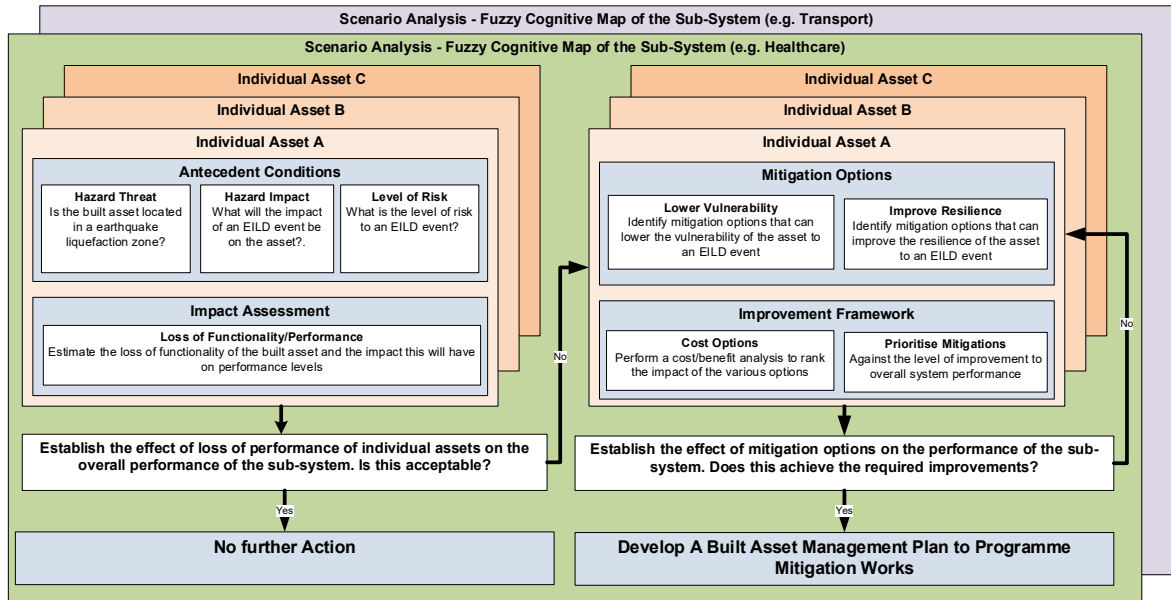 Scenario Analysis - Fuzzy Cognitive Map of the Sub-System (e.g. Transport)
Scenario Analysis - Fuzzy Cognitive Map of the Sub-System (e.g. Healthcare)
Individual Asset C
Individual Asset B
Individual Asset A
Antecedent Conditions
Hazard Threat
Is the built asset located
in a earthquake
liquefaction zone?
Hazard Impact
What will the impact
of an EILD event be
on the asset?.
Level of Risk
What is the level of risk
to an EILD event?
Impact Assessment
Loss of Functionality/Performance
Estimate the loss of functionality of the built asset and the impact this will have
on performance levels
Establish the effect of loss of performance of individual assets on the
overall performance of the sub-system. Is this acceptable?
No
Yes
No further Action
Individual Asset C
Individual Asset B
Individual Asset A
Mitigation Options
Lower Vulnerability
Identify mitigation options that can
lower the vulnerability of the asset to
an EILD event
Improve Resilience
Identify mitigation options that can
improve the resilience of the asset
to an EILD event
Improvement Framework
Cost Options
Perform a cost/benefit analysis to rank
the impact of the various options
Prioritise Mitigations
Against the level of improvement to
overall system performance
Establish the effect of mitigation options on the performance of the sub-
system. Does this achieve the required improvements?
No
Yes
Develop A Built Asset Management Plan to Programme
Mitigation Works